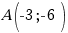 A(-3 ; -6 )